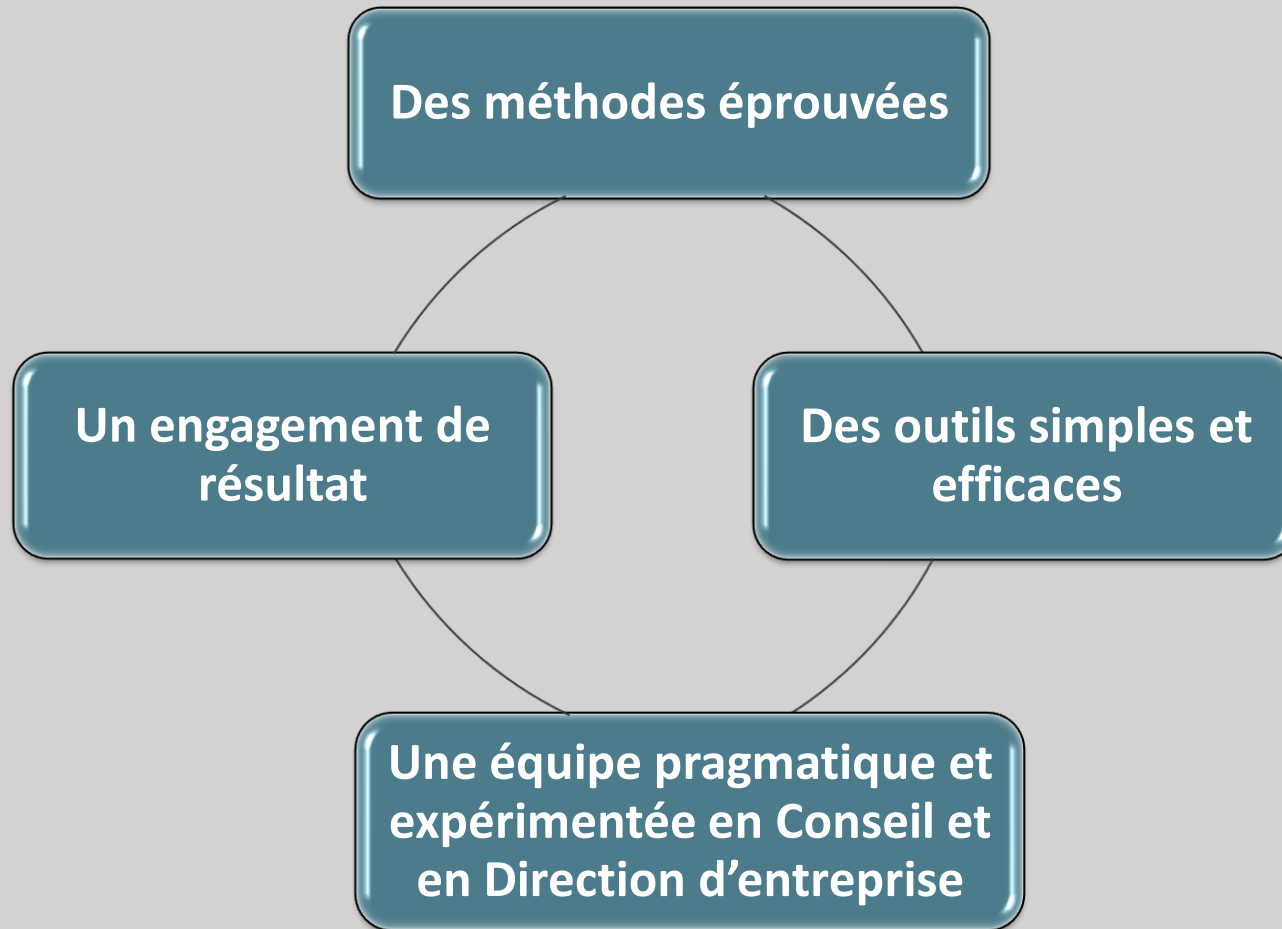 Des méthodes éprouvées
Un engagement de
résultat
Des outils simples et
efficaces
Une équipe pragmatique et
expérimentée en Conseil et
en Direction d’entreprise